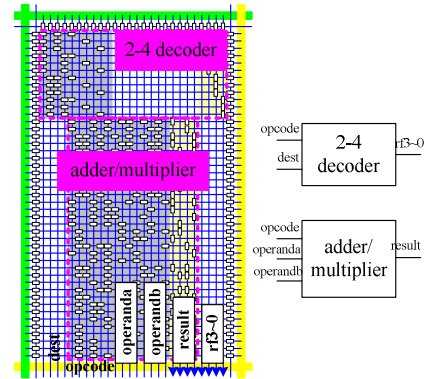 2-4 decoder
adder/multiplier
dest
opcode
operanda
operandb
result
rf3~0
opcode
dest
2-4
decoder
rf3~0
opcode
operanda
operandb
adder/
multiplier
result